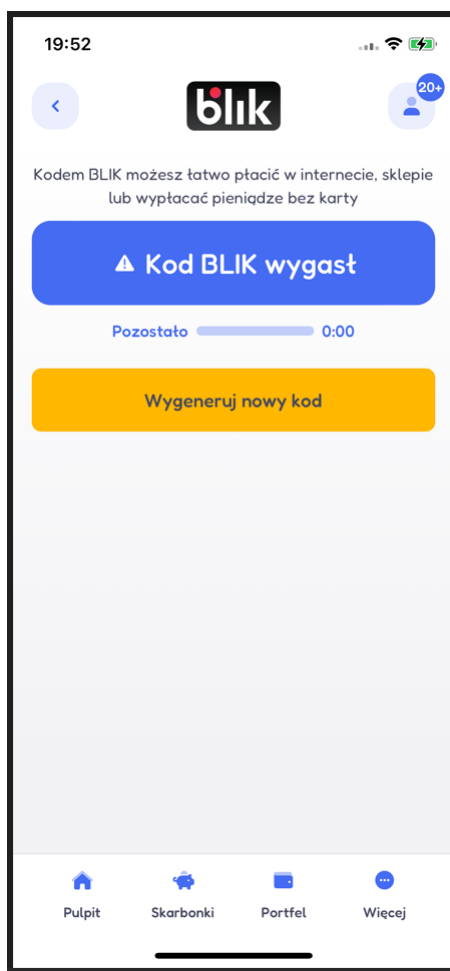 19:52
20+
blik
Kodem BLIK możesz łatwo płacić w internecie, sklepie
lub wypłacać pieniądze bez karty
Kod BLIK wygasł
Pozostało 0:00
Wygeneruj nowy kod
Pulpit Skarbonki Portfel Więcej